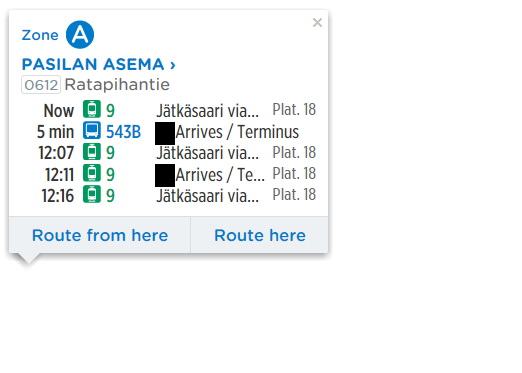 Zone A
×
PASILAN ASEMA ›
0612 Ratapihantie
Now 9 Jätkäsaari via... Plat. 18
5 min 543B Arrives / Terminus
12:07 9 Jätkäsaari via... Plat. 18
12:11 9 Arrives / Te... Plat. 18
12:16 9 Jätkäsaari via... Plat. 18
Route from here Route here